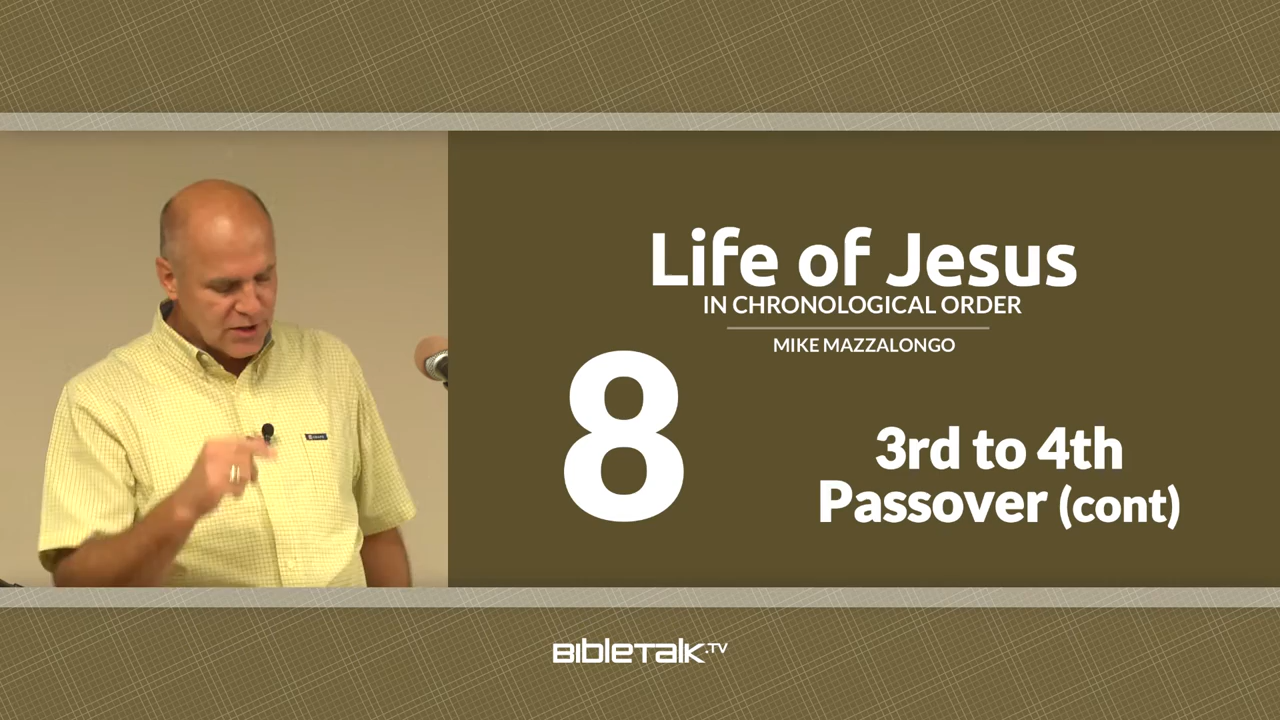 Life of Jesus
IN CHRONOLOGICAL ORDER
MIKE MAZZALONGO
8
3rd to 4th
Passover (cont)
BIbleTalk.TV